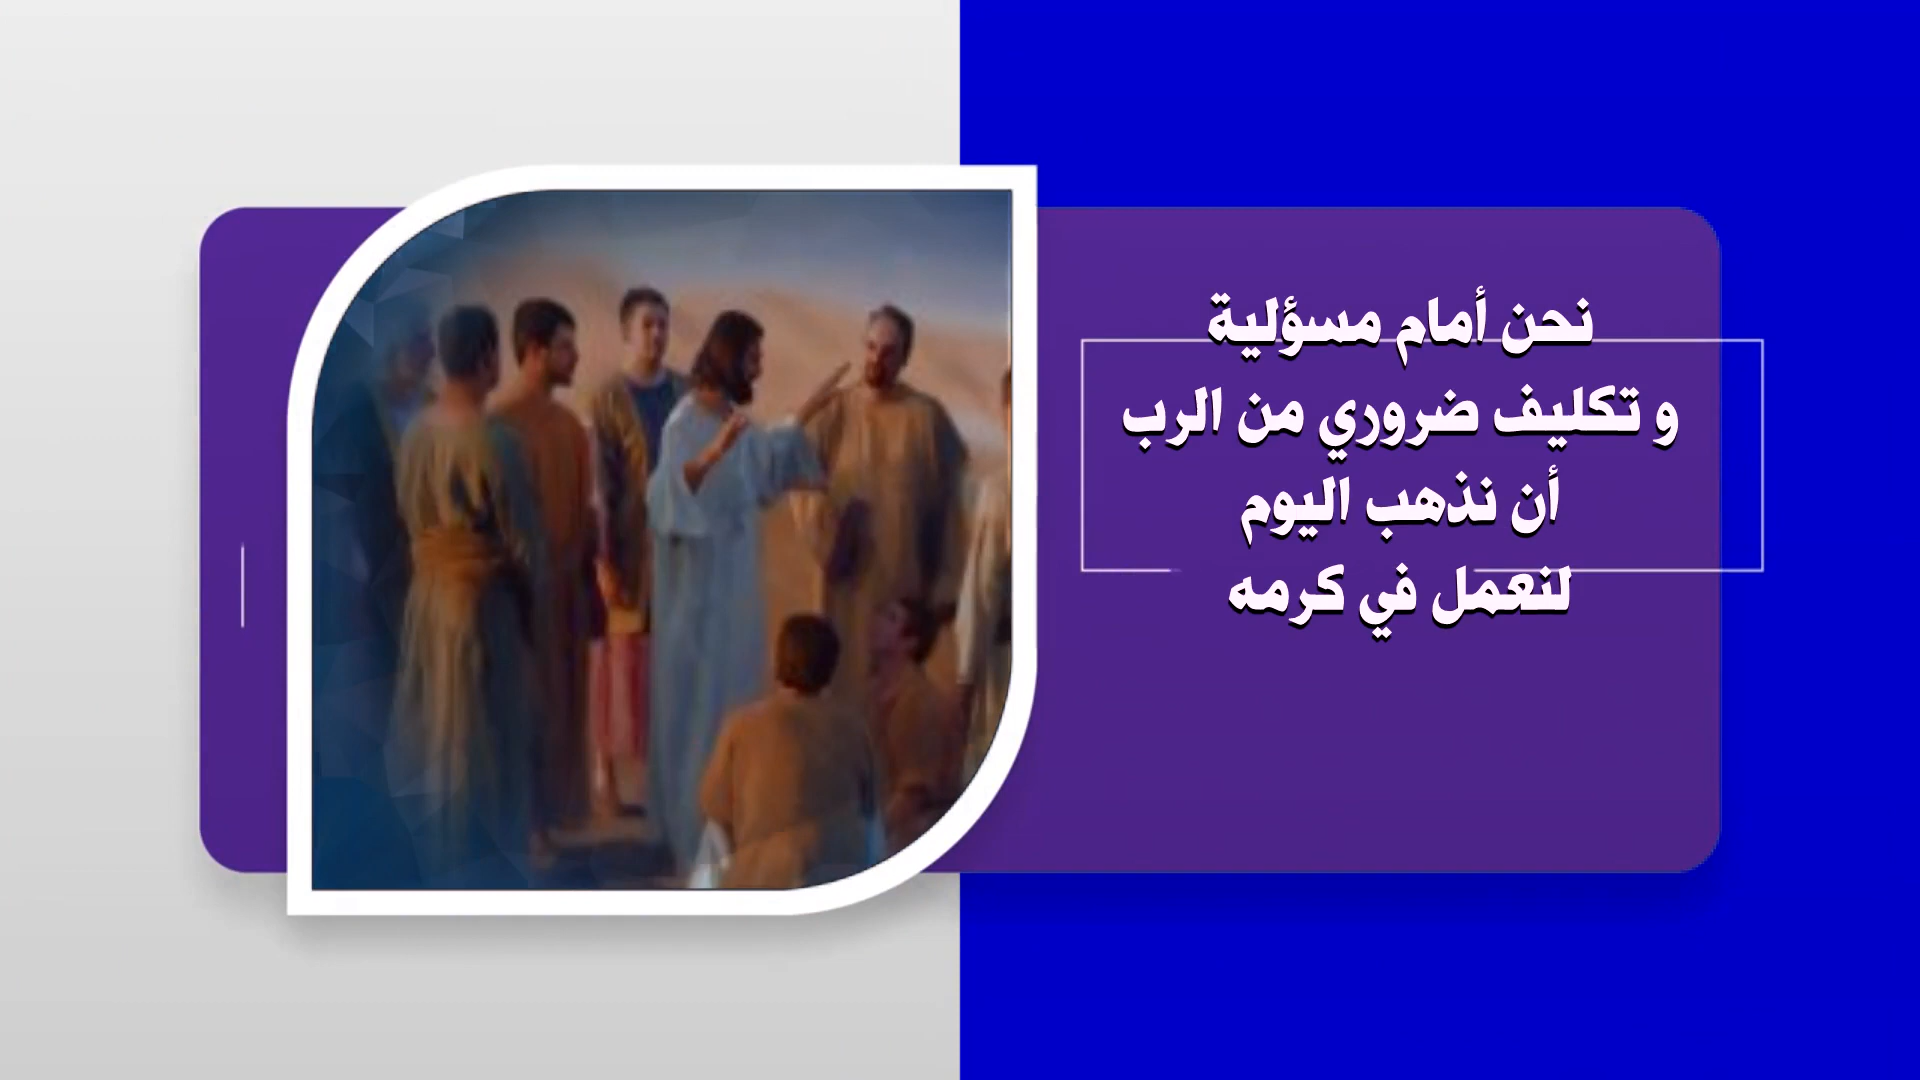 نحن أمام مسؤلية
و تكليف ضروري من الرب
أن نذهب اليوم
لنعمل في كرمه